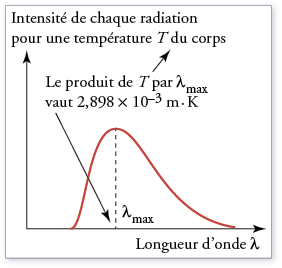 Intensité de chaque radiation
pour une température T du corps
Le produit de T par λmax
vaut 2,898 × 10–3 m·K
λmax
Longueur d’onde λ